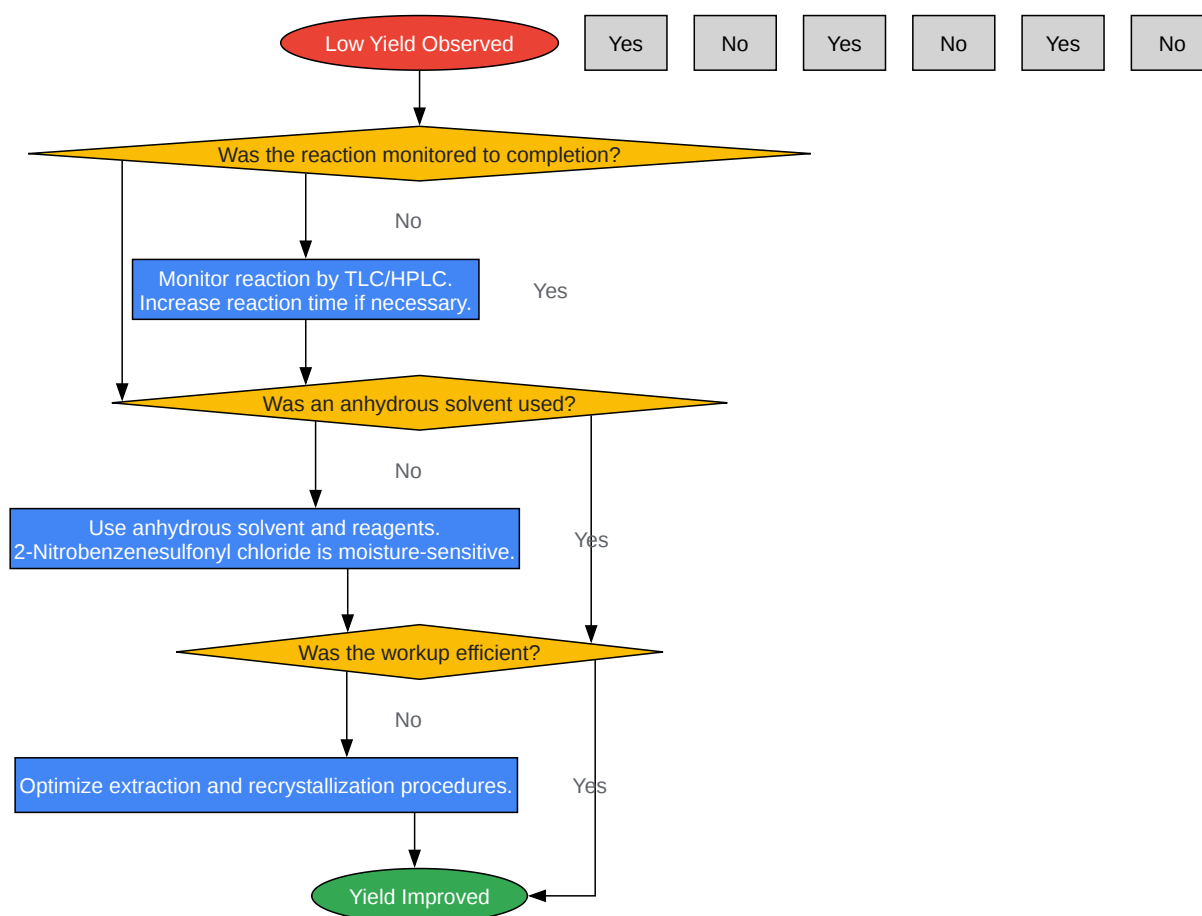 Low Yield Observed
Yes
No
Yes
No
Yes
No
Was the reaction monitored to completion?
No
Monitor reaction by TLC/HPLC.
Increase reaction time if necessary.
Yes
Was an anhydrous solvent used?
No
Use anhydrous solvent and reagents.
2-Nitrobenzenesulfonyl chloride is moisture-sensitive.
Yes
Was the workup efficient?
No
Optimize extraction and recrystallization procedures.
Yes
Yield Improved